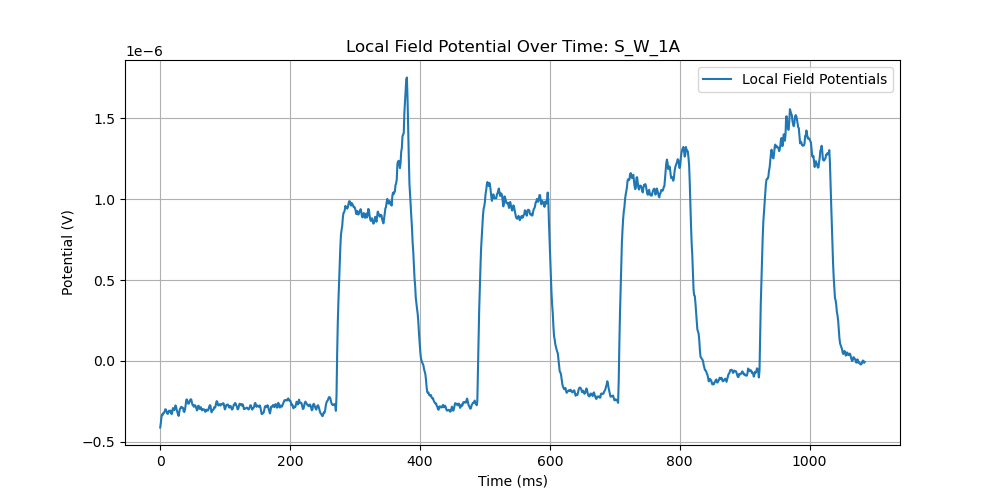 Local Field Potential Over Time: S_W_1A
1e−6
Local Field Potentials
1.5
1.0
0.5
0.0
−0.5
Potential (V)
0 200 400 600 800 1000
Time (ms)